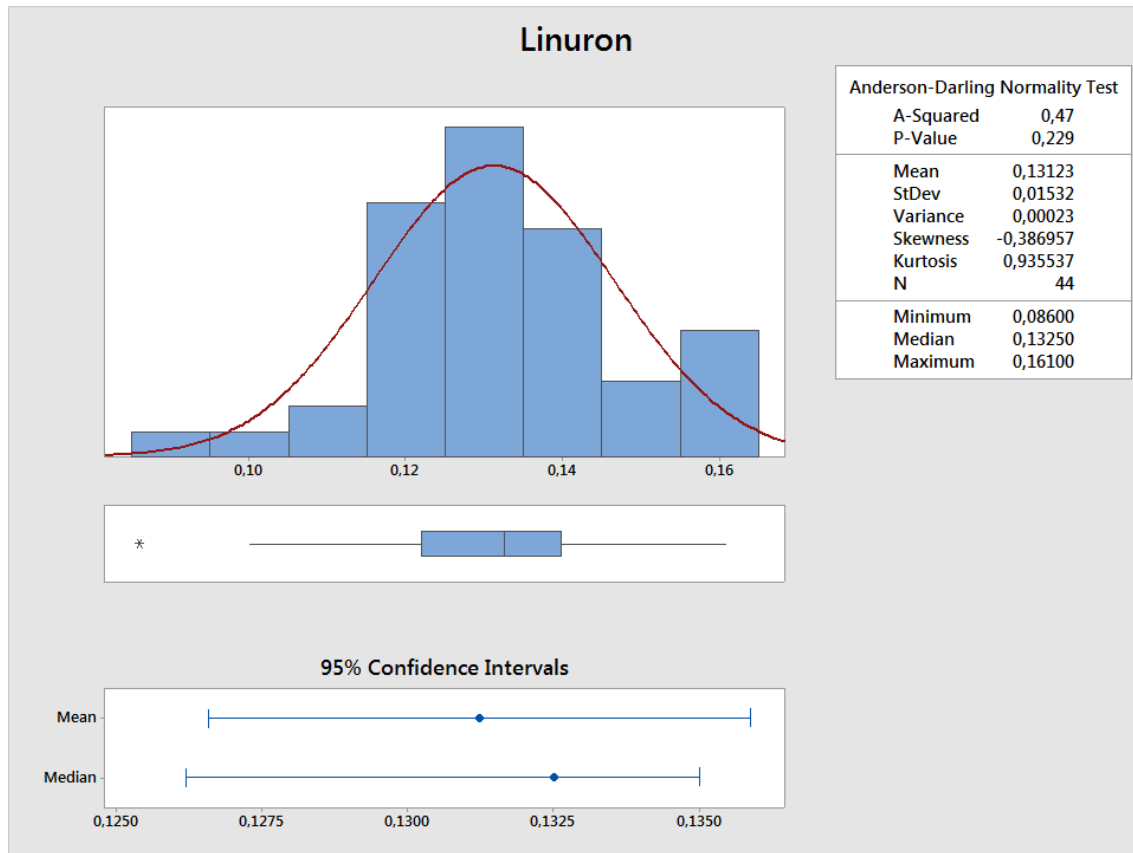 Linuron
Anderson-Darling Normality Test
A-Squared 0,47
P-Value 0,229
Mean 0,13123
StDev 0,01532
Variance 0,00023
Skewness -0,386957
Kurtosis 0,935537
N 44
Minimum 0,08600
Median 0,13250
Maximum 0,16100
0,10 0,12 0,14 0,16
*
95% Confidence Intervals
Mean
Median
0,1250 0,1275 0,1300 0,1325 0,1350